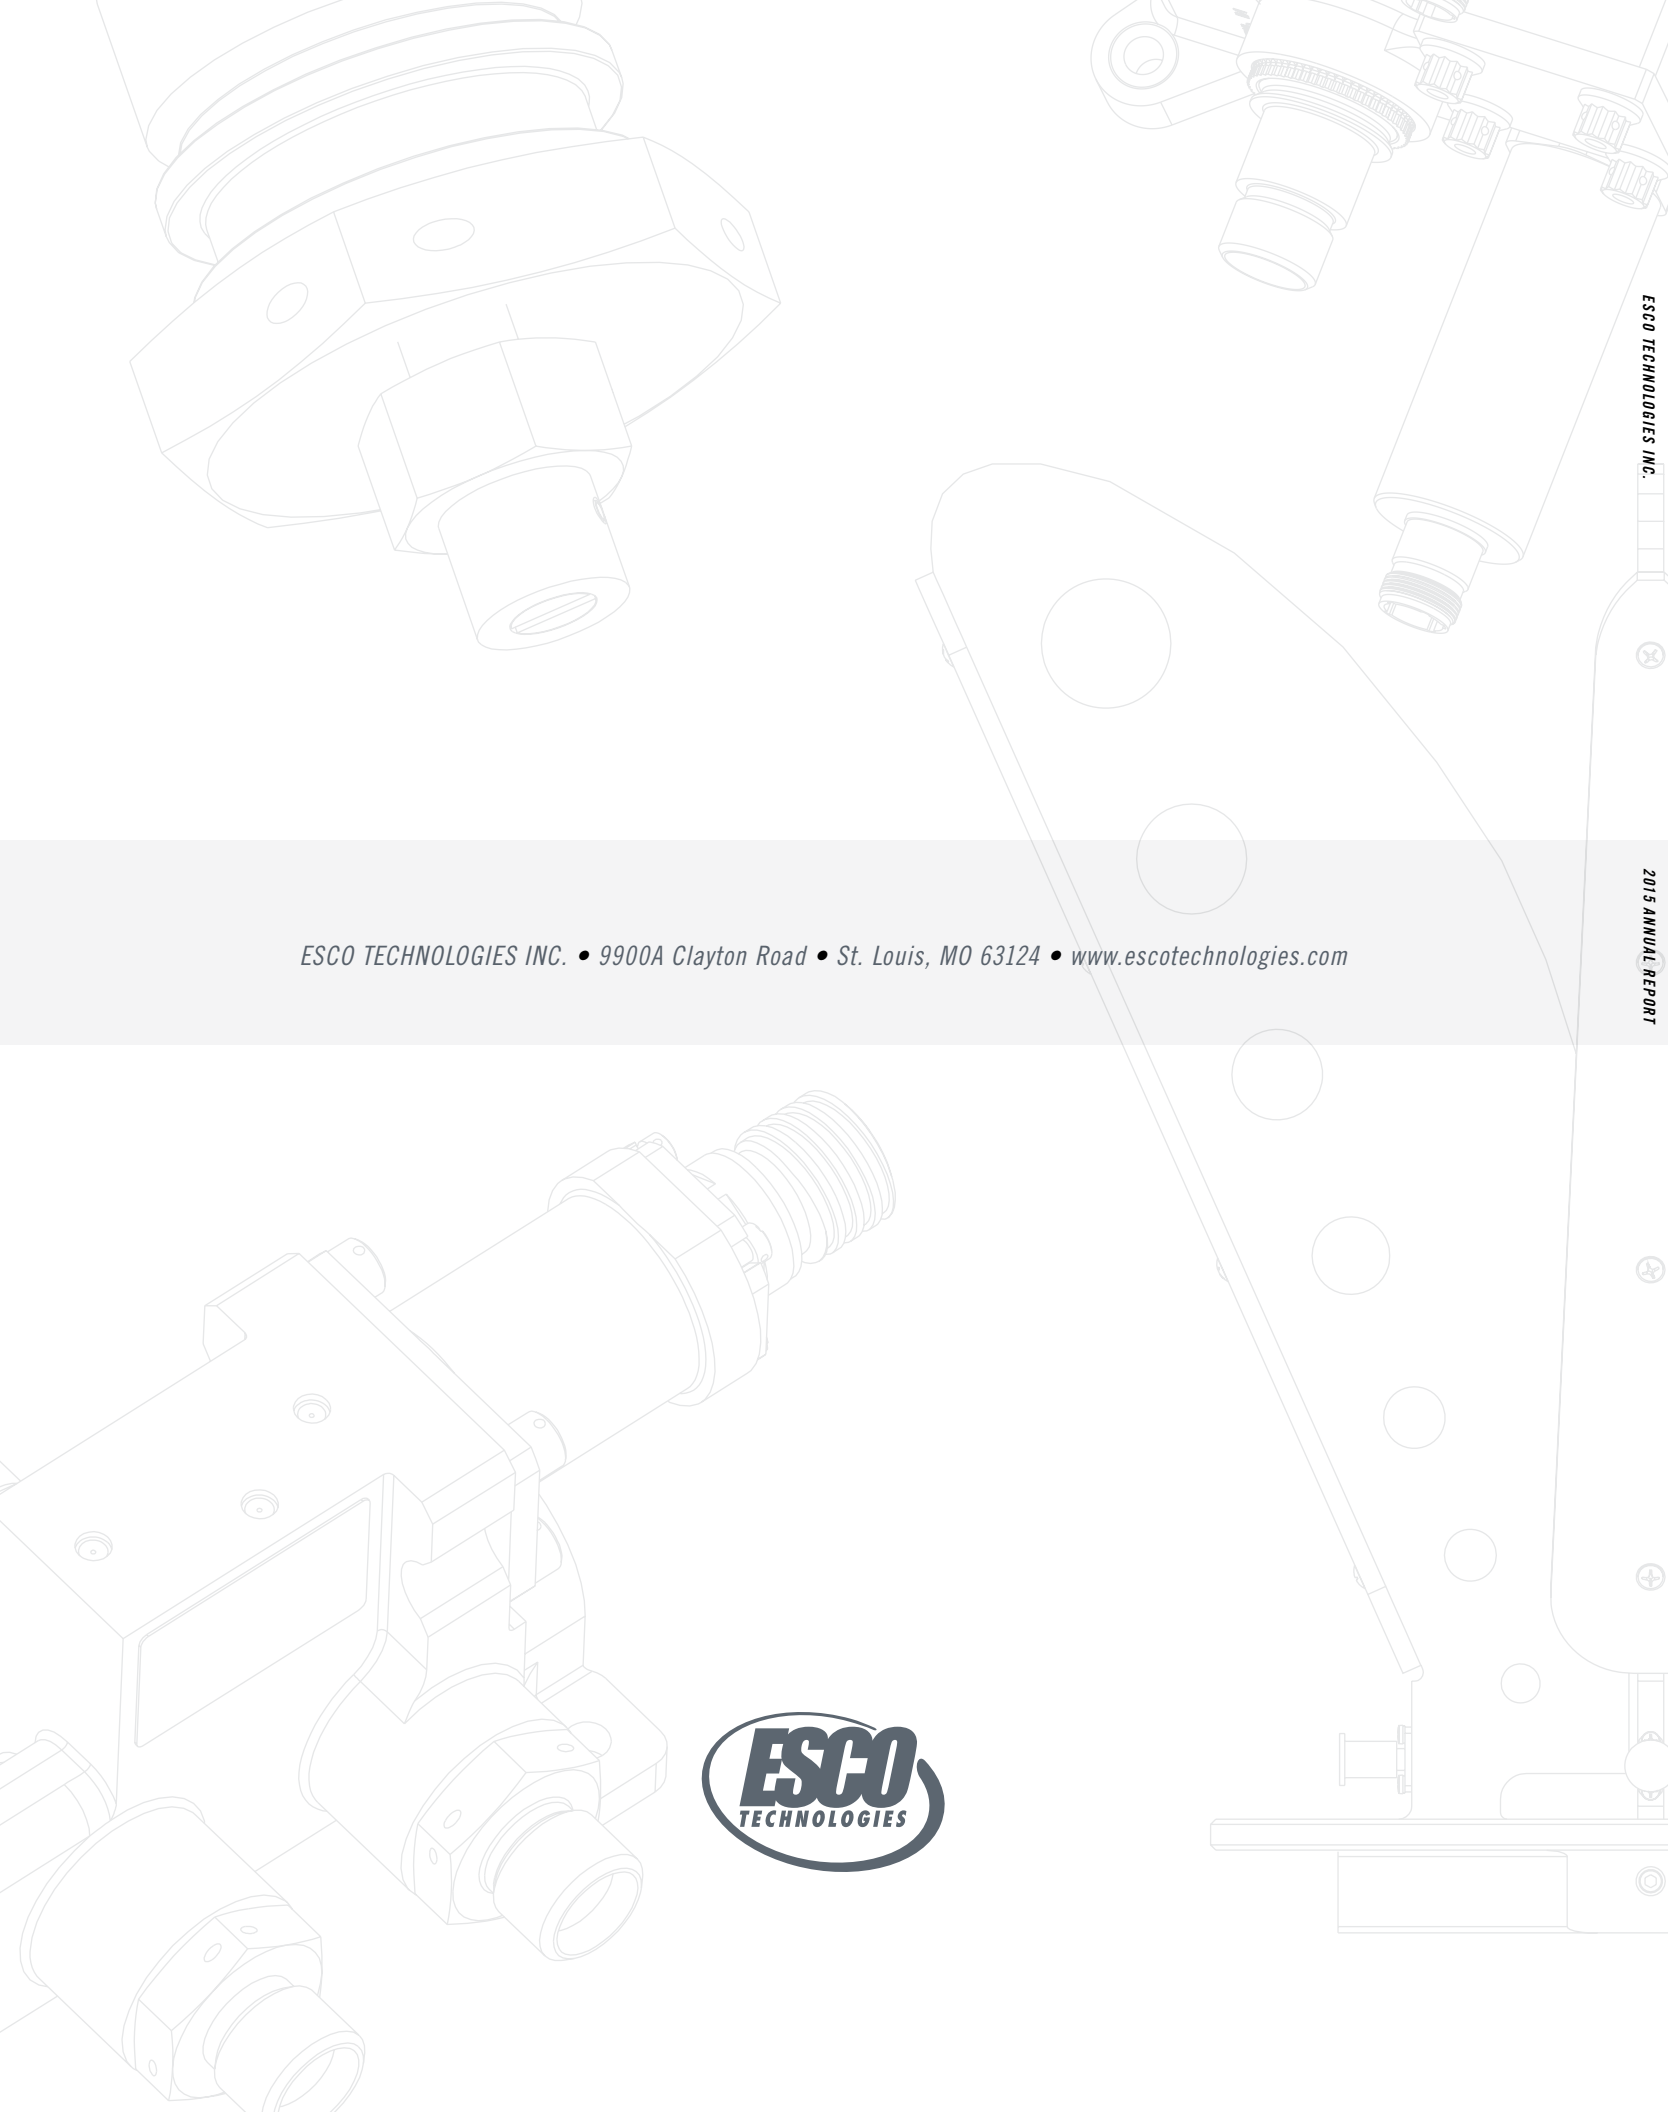 ESCO TECHNOLOGIES INC.
2015 ANNUAL REPORT
ESCO TECHNOLOGIES INC. • 9900A Clayton Road • St. Louis, MO 63124 • www.escotechnologies.com
ESCO
TECHNOLOGIES